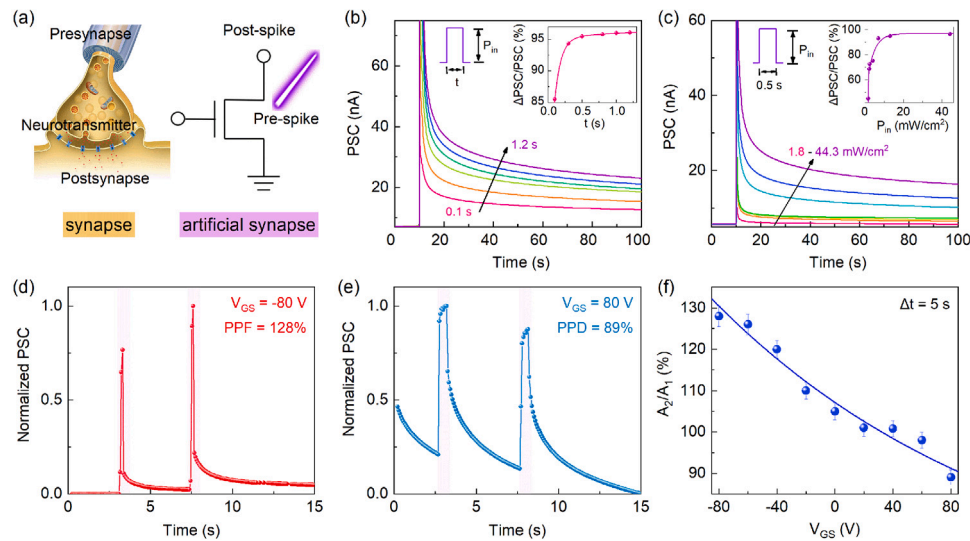 (a)
Presynapse
Neurotransmitter
Postsynapse
synapse
Post-spike
Pre-spike
artificial synapse
(b)
PSC (nA)
60
40
20
0 10 20 40 60 80 100
Time (s)
P_in
t
ΔPSC/PSC (%)
95
90
85
0.0 0.5 1.0
t (s)
1.2 s
0.1 s
(c)
PSC (nA)
60
40
20
0 10 20 40 60 80 100
Time (s)
P_in
0.5 s
ΔPSC/PSC (%)
100
80
60
0 20 40
P_in (mW/cm²)
1.8 - 44.3 mW/cm²
(d)
Normalized PSC
1.0
0.5
0.0
0 5 10 15
Time (s)
V_GS = -80 V
PPF = 128%
(e)
Normalized PSC
1.0
0.5
0.0
0 5 10 15
Time (s)
V_GS = 80 V
PPD = 89%
(f)
Δt = 5 s
A₂/A₁ (%)
130
120
110
100
90
-80 -40 0 40 80
V_GS (V)